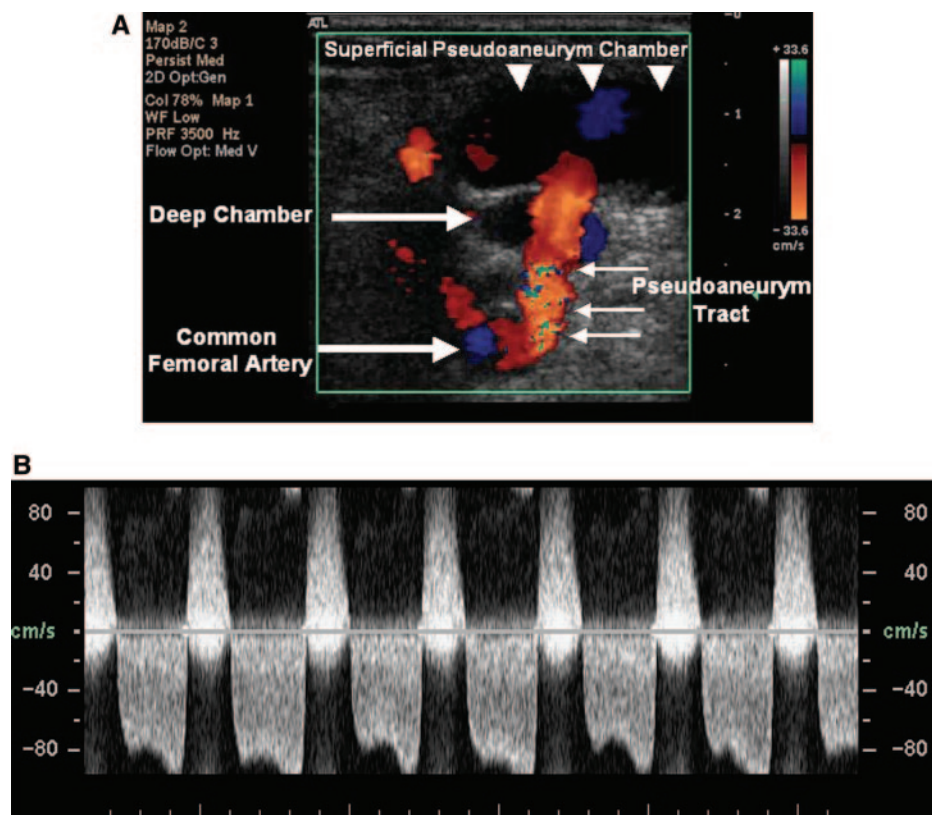 A
ATL
Map 2
170dB/C 3
Persist Med
2D Opt:Gen
Col 78% Map 1
WF Low
PRF 3500 Hz
Flow Opt: Med V
Superficial Pseudoaneurym Chamber
Deep Chamber
Common
Femoral Artery
Pseudoaneurym
Tract
-0
- 1
- 2
+ 33.6
- 33.6
cm/s
B
80
40
cm/s
-40
-80
80
40
cm/s
-40
-80